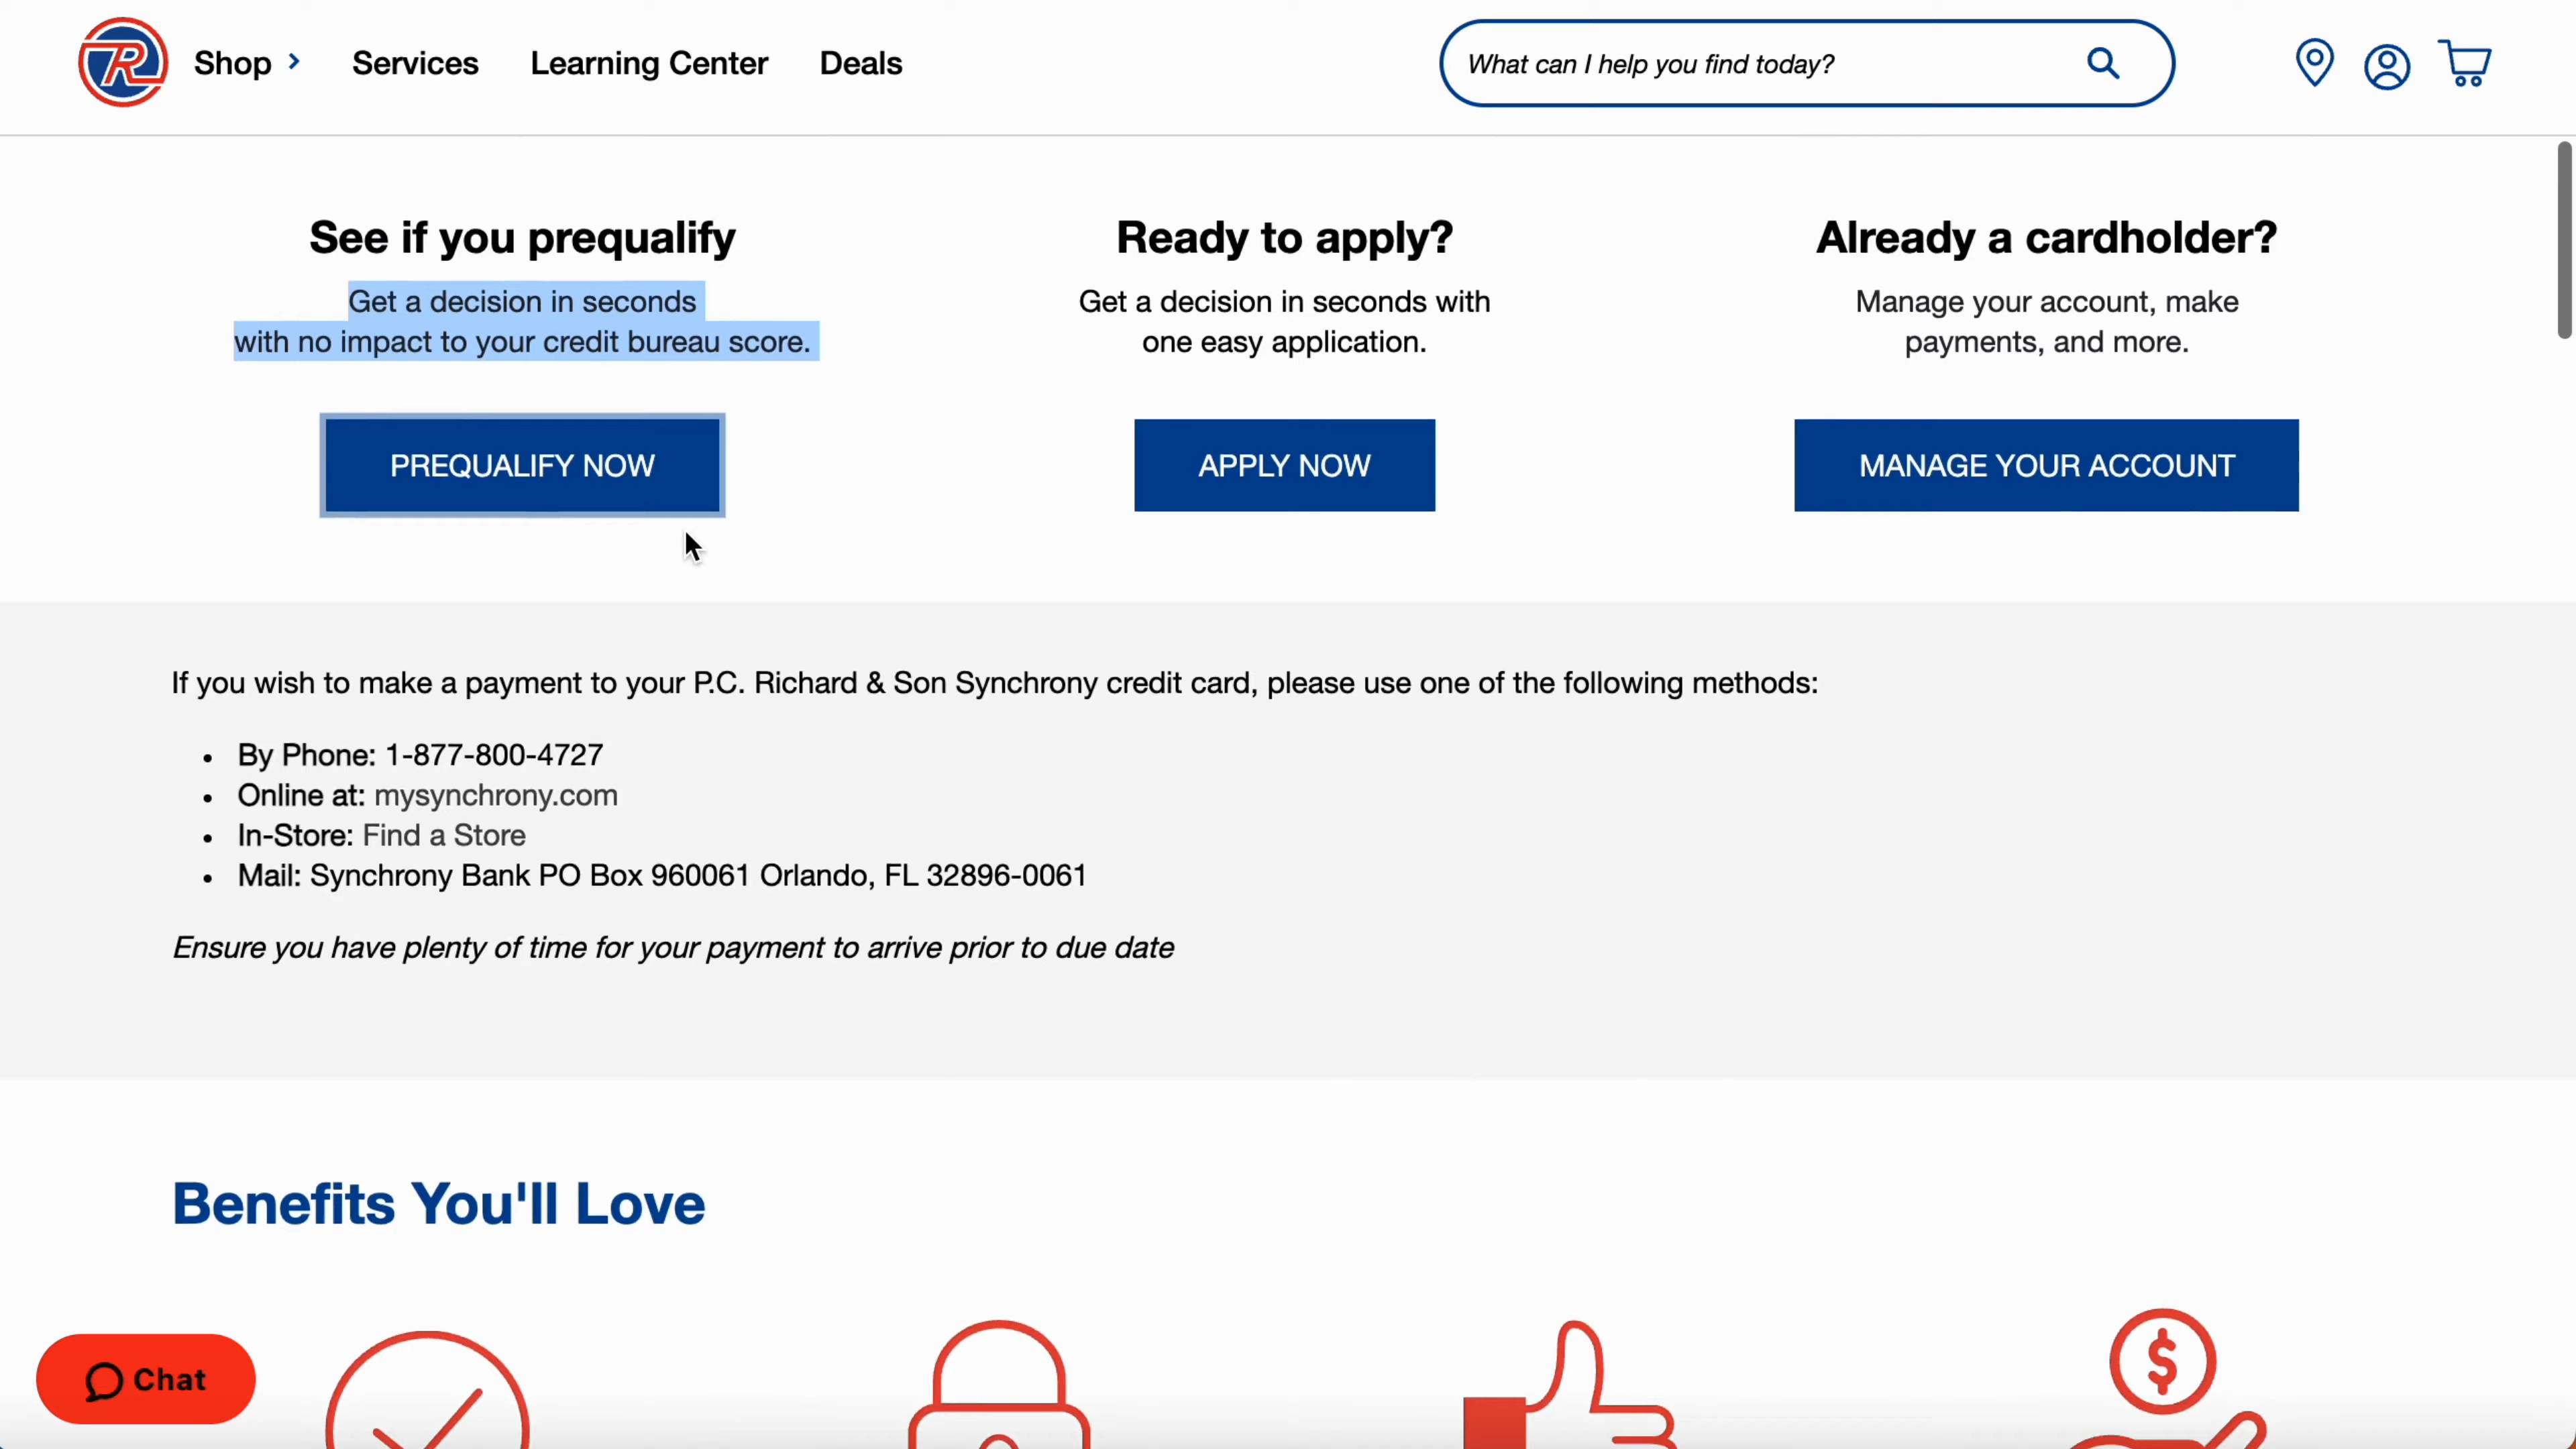 R
Shop
Services
Learning Center
Deals
What can I help you find today?
See if you prequalify
Get a decision in seconds
with no impact to your credit bureau score.
PREQUALIFY NOW
Ready to apply?
Get a decision in seconds with
one easy application.
APPLY NOW
Already a cardholder?
Manage your account, make
payments, and more.
MANAGE YOUR ACCOUNT
If you wish to make a payment to your P.C. Richard & Son Synchrony credit card, please use one of the following methods:
• By Phone: 1-877-800-4727
• Online at: mysynchrony.com
• In-Store: Find a Store
• Mail: Synchrony Bank PO Box 960061 Orlando, FL 32896-0061
Ensure you have plenty of time for your payment to arrive prior to due date
Benefits You'll Love
Chat
$